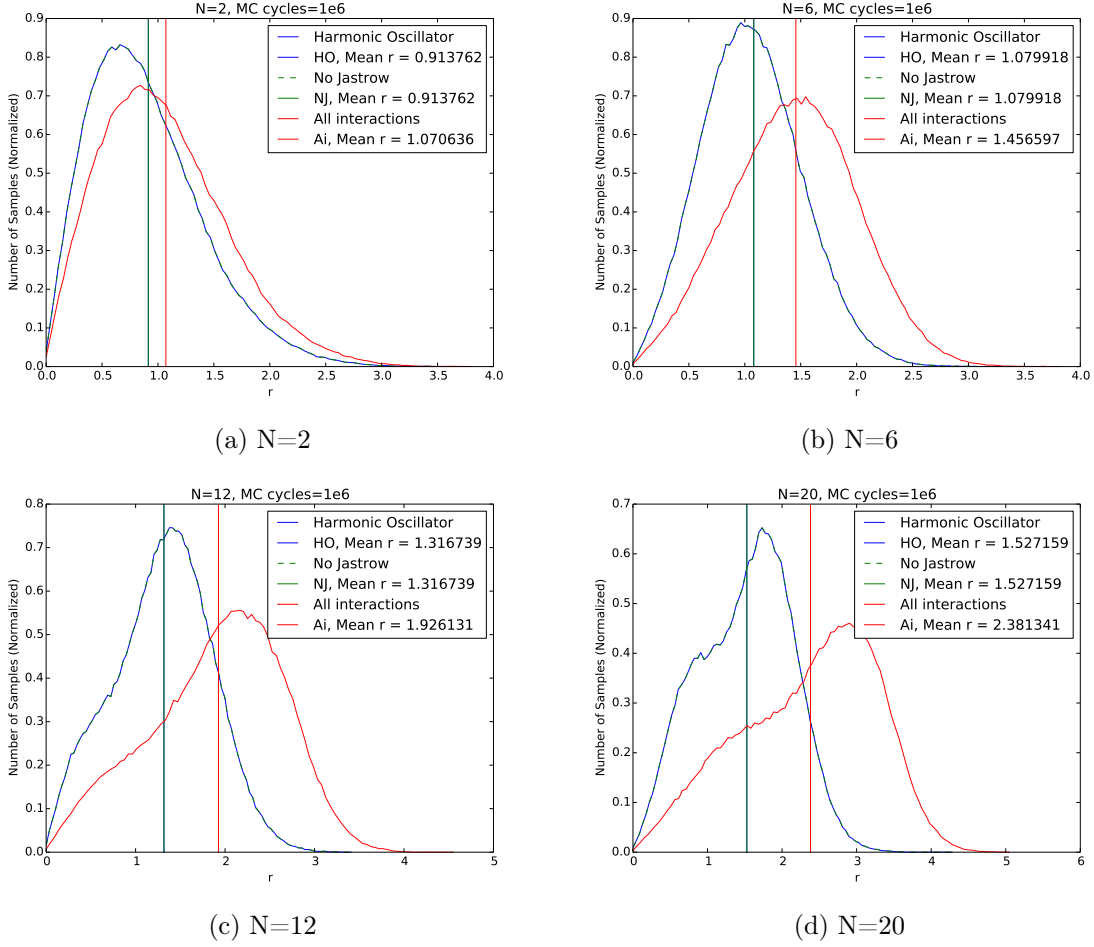 N=2, MC cycles=1e6
Number of Samples (Normalized)
0.9
0.8
0.7
0.6
0.5
0.4
0.3
0.2
0.1
0.0
Harmonic Oscillator
HO, Mean r = 0.913762
No Jastrow
NJ, Mean r = 0.913762
All interactions
Ai, Mean r = 1.070636
0.0 0.5 1.0 1.5 2.0 2.5 3.0 3.5 4.0
r
(a) N=2
N=6, MC cycles=1e6
Number of Samples (Normalized)
0.9
0.8
0.7
0.6
0.5
0.4
0.3
0.2
0.1
0.0
Harmonic Oscillator
HO, Mean r = 1.079918
No Jastrow
NJ, Mean r = 1.079918
All interactions
Ai, Mean r = 1.456597
0.0 0.5 1.0 1.5 2.0 2.5 3.0 3.5 4.0
r
(b) N=6
N=12, MC cycles=1e6
Number of Samples (Normalized)
0.8
0.7
0.6
0.5
0.4
0.3
0.2
0.1
0.0
Harmonic Oscillator
HO, Mean r = 1.316739
No Jastrow
NJ, Mean r = 1.316739
All interactions
Ai, Mean r = 1.926131
0 1 2 3 4 5
r
(c) N=12
N=20, MC cycles=1e6
Number of Samples (Normalized)
0.7
0.6
0.5
0.4
0.3
0.2
0.1
0.0
Harmonic Oscillator
HO, Mean r = 1.527159
No Jastrow
NJ, Mean r = 1.527159
All interactions
Ai, Mean r = 2.381341
0 1 2 3 4 5 6
r
(d) N=20